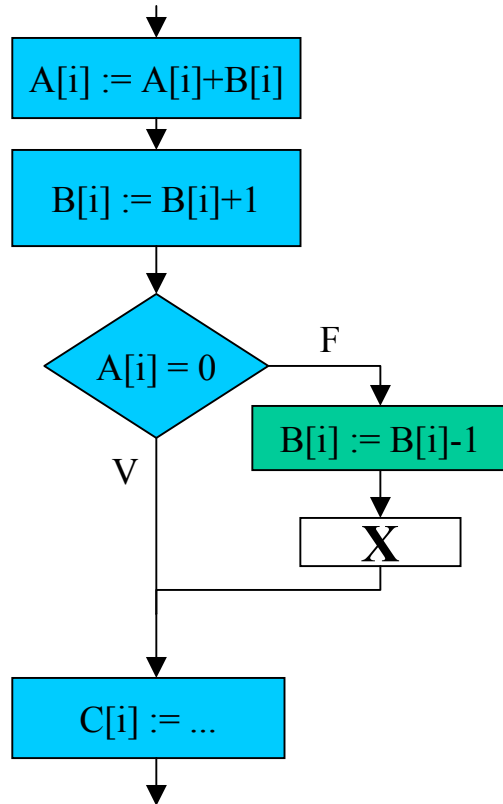 A[i] := A[i]+B[i]
B[i] := B[i]+1
A[i] = 0
F
B[i] := B[i]-1
V
X
C[i] := ...